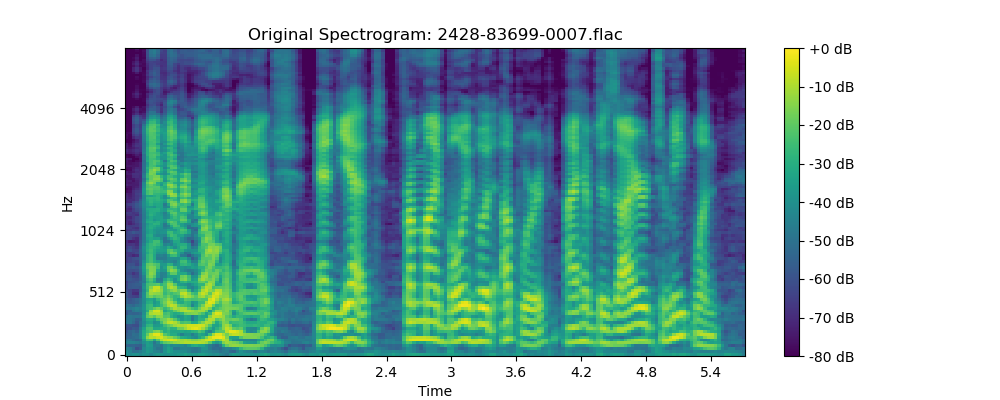 Original Spectrogram: 2428-83699-0007.flac
Hz
4096
2048
1024
512
0
0 0.6 1.2 1.8 2.4 3 3.6 4.2 4.8 5.4
Time
+0 dB
-10 dB
-20 dB
-30 dB
-40 dB
-50 dB
-60 dB
-70 dB
-80 dB